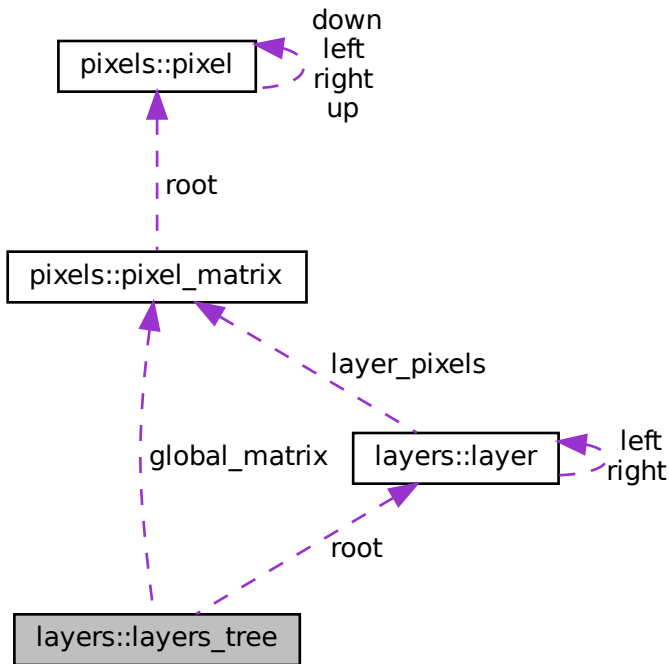 down
left
right
up
pixels::pixel
root
pixels::pixel_matrix
layer_pixels
global_matrix
layers::layer
left
right
root
layers::layers_tree